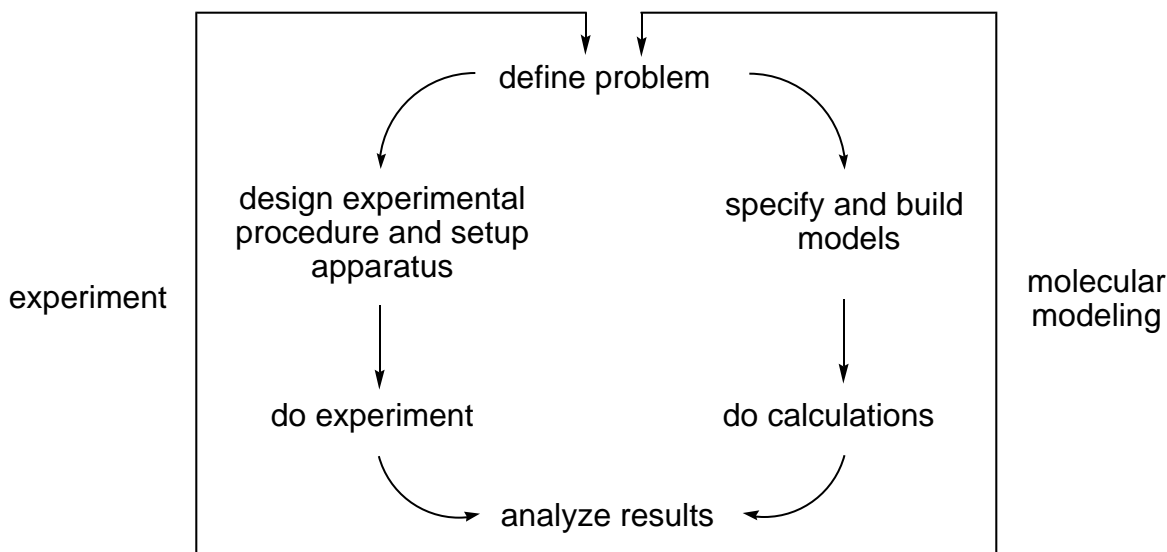 define problem
design experimental
procedure and setup
apparatus
specify and build
models
experiment
molecular
modeling
do experiment
do calculations
analyze results